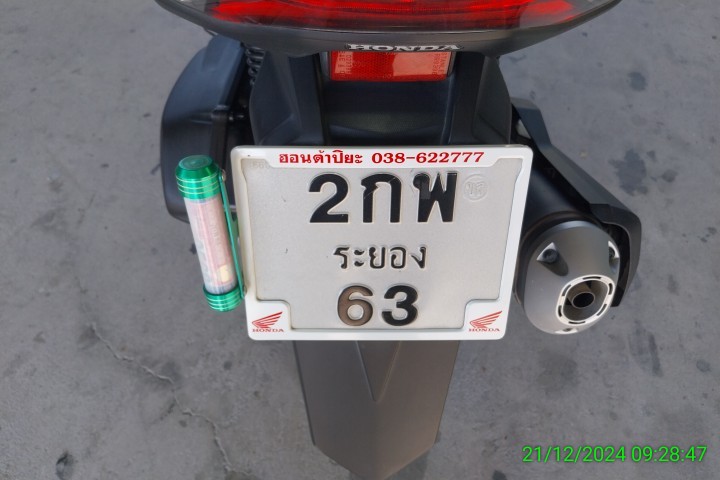 HONDA
ฮอนด้าปิยะ 038-622777
2กพ
ระยอง
63
HONDA HONDA
21/12/2024 09:28:47